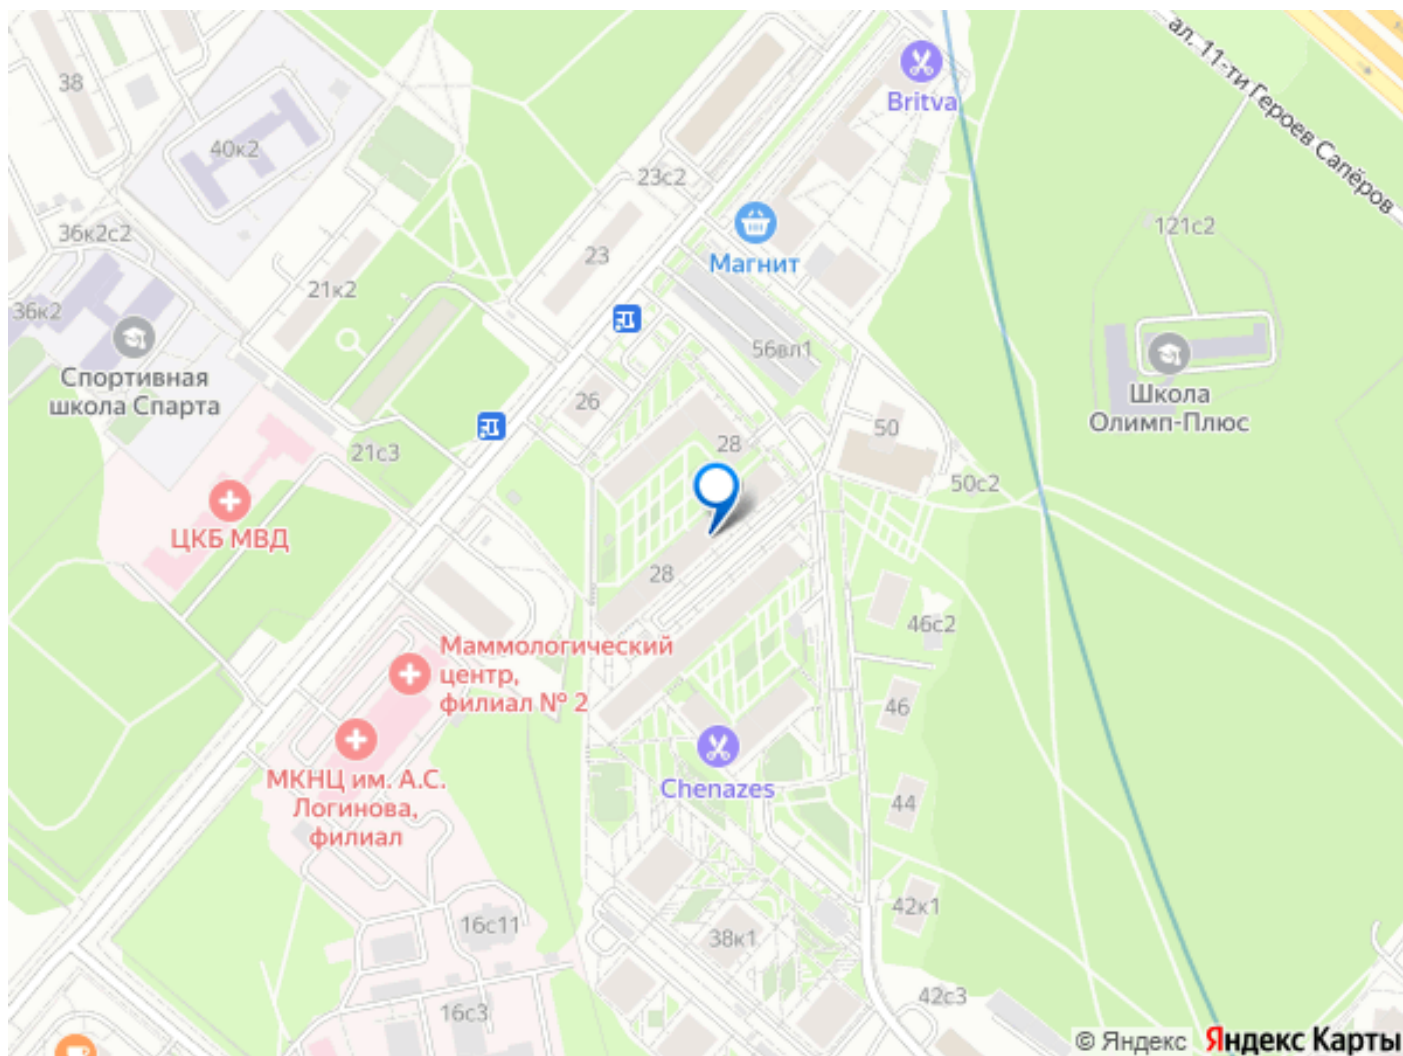 38
Britva
ал. 11-ти Героев Сапёров
40к2
23с2
121с2
36к2с2
Магнит
23
21к2
36к2
56вл1
Спортивная
школа Спарта
Школа
Олимп-Плюс
26
50
28
21с3
50с2
ЦКБ МВД
28
46с2
Маммологический
центр,
филиал № 2
46
МКНЦ им. А.С.
Логинова,
филиал
Chenazes
44
42к1
16с11
38к1
42с3
16с3
© Яндекс Яндекс Карты